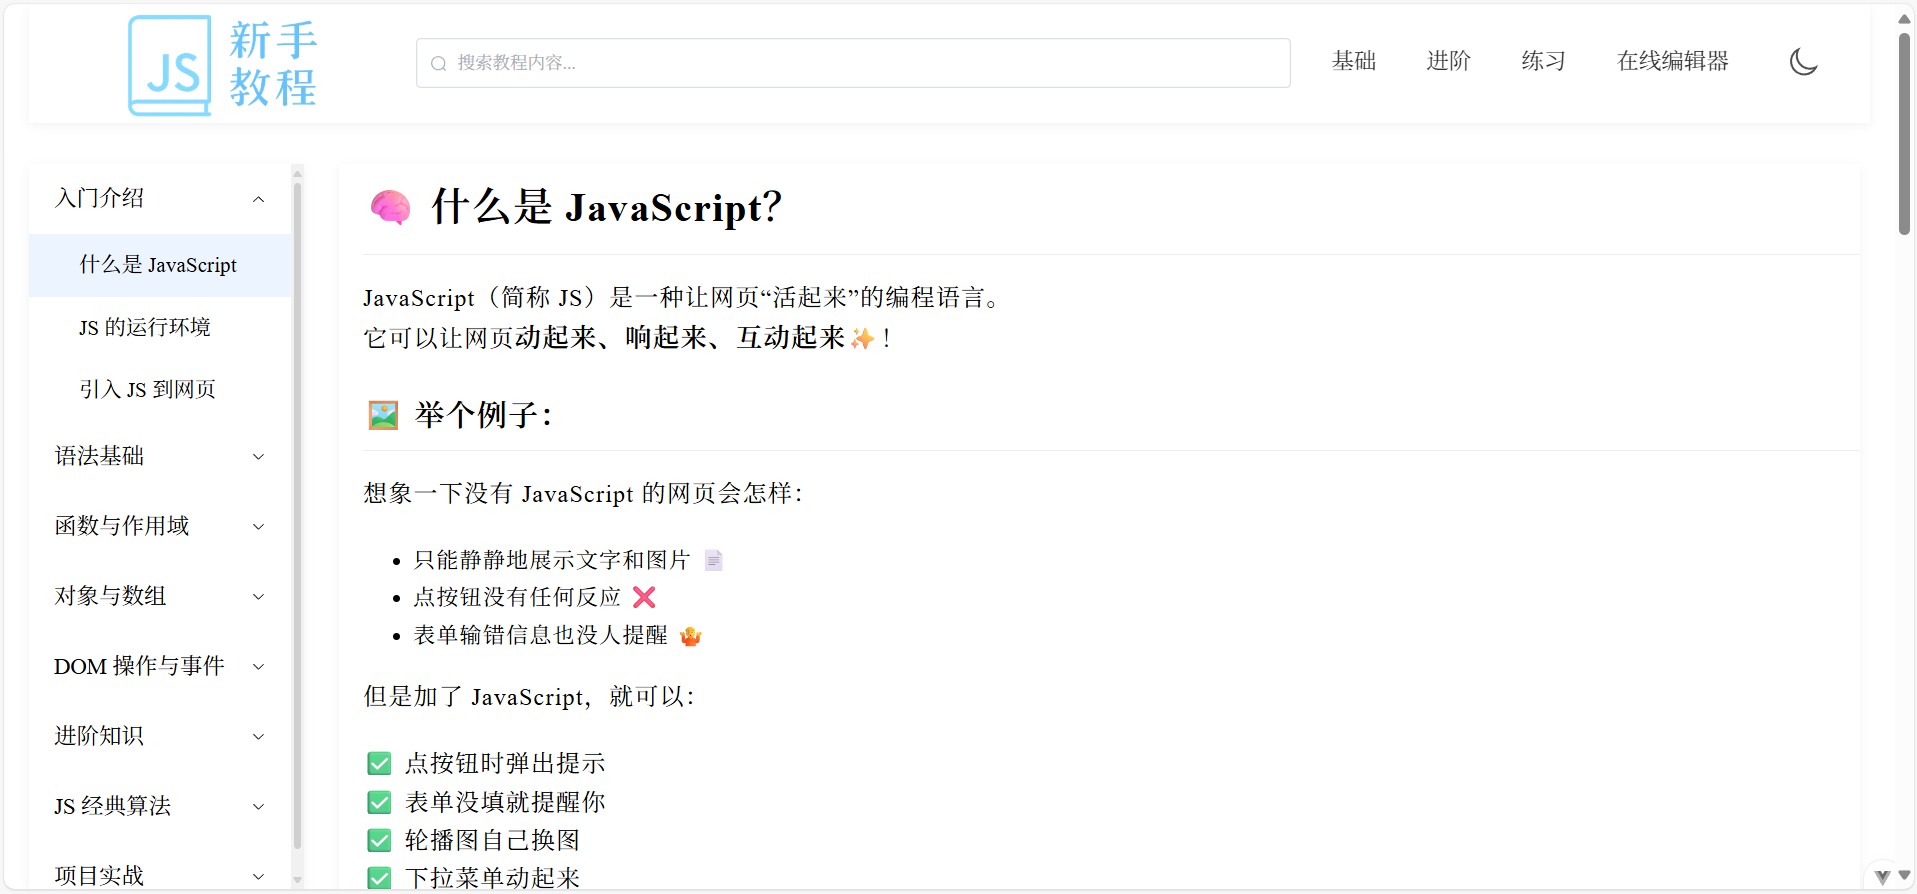 JS
新手
教程
搜索教程内容...
基础
进阶
练习
在线编辑器
入门介绍
什么是 JavaScript
JS 的运行环境
引入 JS 到网页
语法基础
函数与作用域
对象与数组
DOM 操作与事件
进阶知识
JS 经典算法
项目实战
🧠 什么是 JavaScript？
JavaScript（简称 JS）是一种让网页“活起来”的编程语言。
它可以让网页动起来、响起来、互动起来✨！
🖼️ 举个例子：
想象一下没有 JavaScript 的网页会怎样：
• 只能静静地展示文字和图片 📄
• 点按钮没有任何反应 ❌
• 表单输错信息也没人提醒 🤷
但是加了 JavaScript，就可以：
✅ 点按钮时弹出提示
✅ 表单没填就提醒你
✅ 轮播图自己换图
✅ 下拉菜单动起来